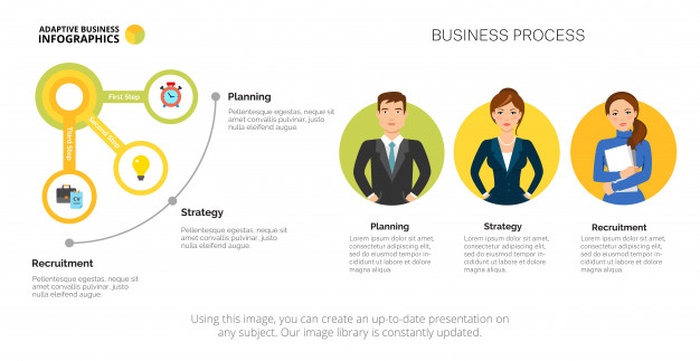 ADAPTIVE BUSINESS
INFOGRAPHICS
BUSINESS PROCESS
First Step
Second Step
Third Step
CV
Planning
Pellentesque egestas, neque sit
amet convallis pulvinar, justo
nulla eleifend augue.
Strategy
Pellentesque egestas, neque sit
amet convallis pulvinar, justo
nulla eleifend augue.
Recruitment
Pellentesque egestas, neque sit
amet convallis pulvinar, justo
nulla eleifend augue.
Planning
Lorem ipsum dolor sit amet,
consectetur adipiscing elit,
sed do eiusmod tempor
incididunt ut labore et dolore
magna aliqua.
Strategy
Lorem ipsum dolor sit amet,
consectetur adipiscing elit,
sed do eiusmod tempor
incididunt ut labore et dolore
magna aliqua.
Recruitment
Lorem ipsum dolor sit amet,
consectetur adipiscing elit,
sed do eiusmod tempor
incididunt ut labore et dolore
magna aliqua.
Using this image, you can create an up-to-date presentation on
any subject. Our image library is constantly updated.